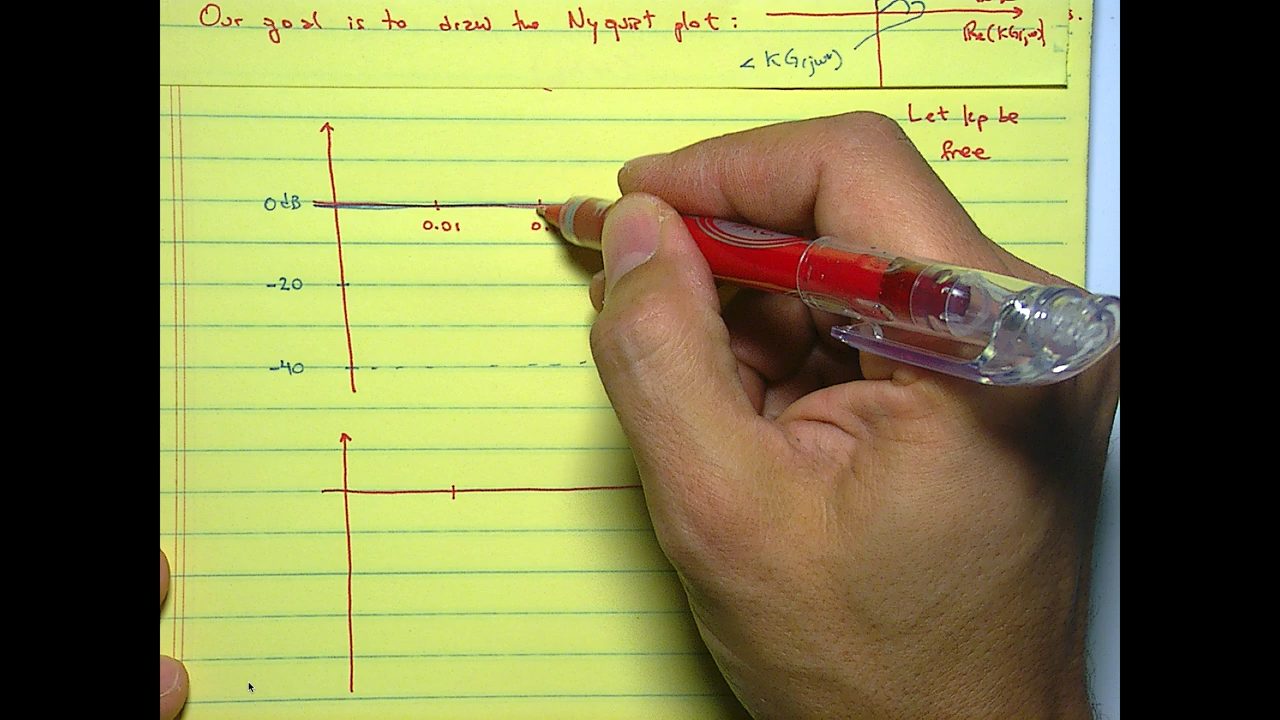 Our goal is to draw the Nyquist plot:
Re(KG(jω))
< KG(jω)
Let kp be
free
0dB
0.01
0.
-20
-40